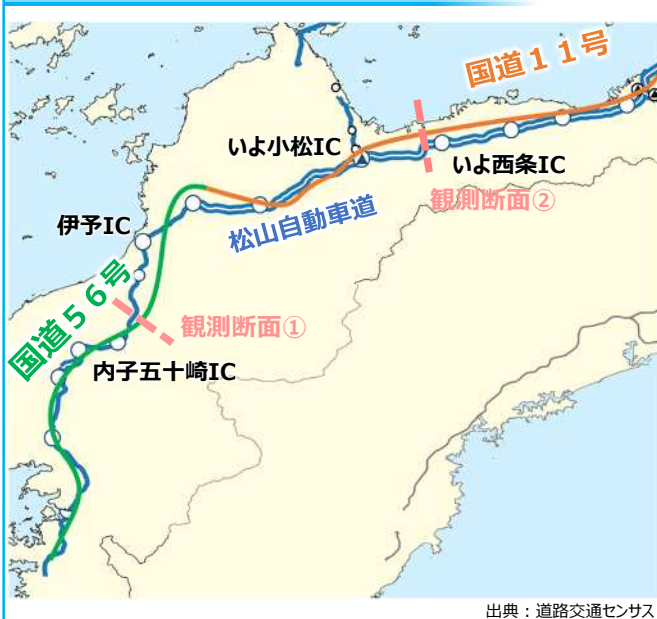 国道１１号
いよ小松IC
いよ西条IC
観測断面②
伊予IC
松山自動車道
国道５６号
観測断面①
内子五十崎IC
出典：道路交通センサス